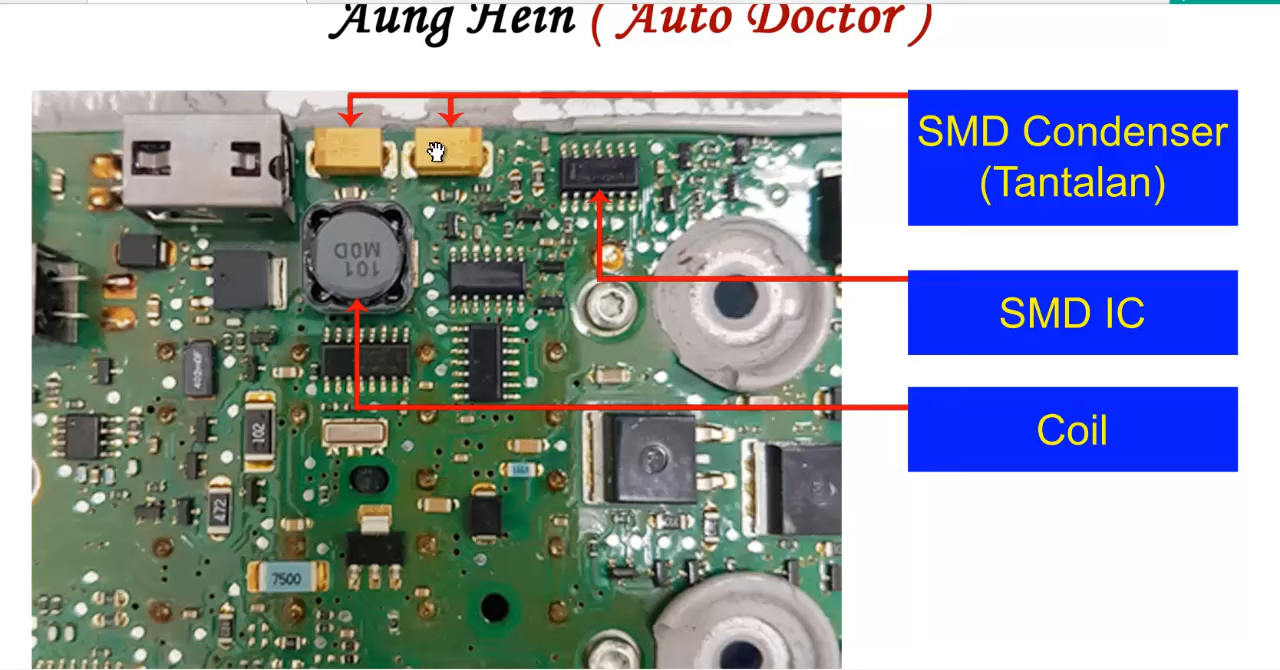 Aung Hein ( Auto Doctor )
SMD Condenser
(Tantalan)
SMD IC
Coil
101
M0D
102
472
7500